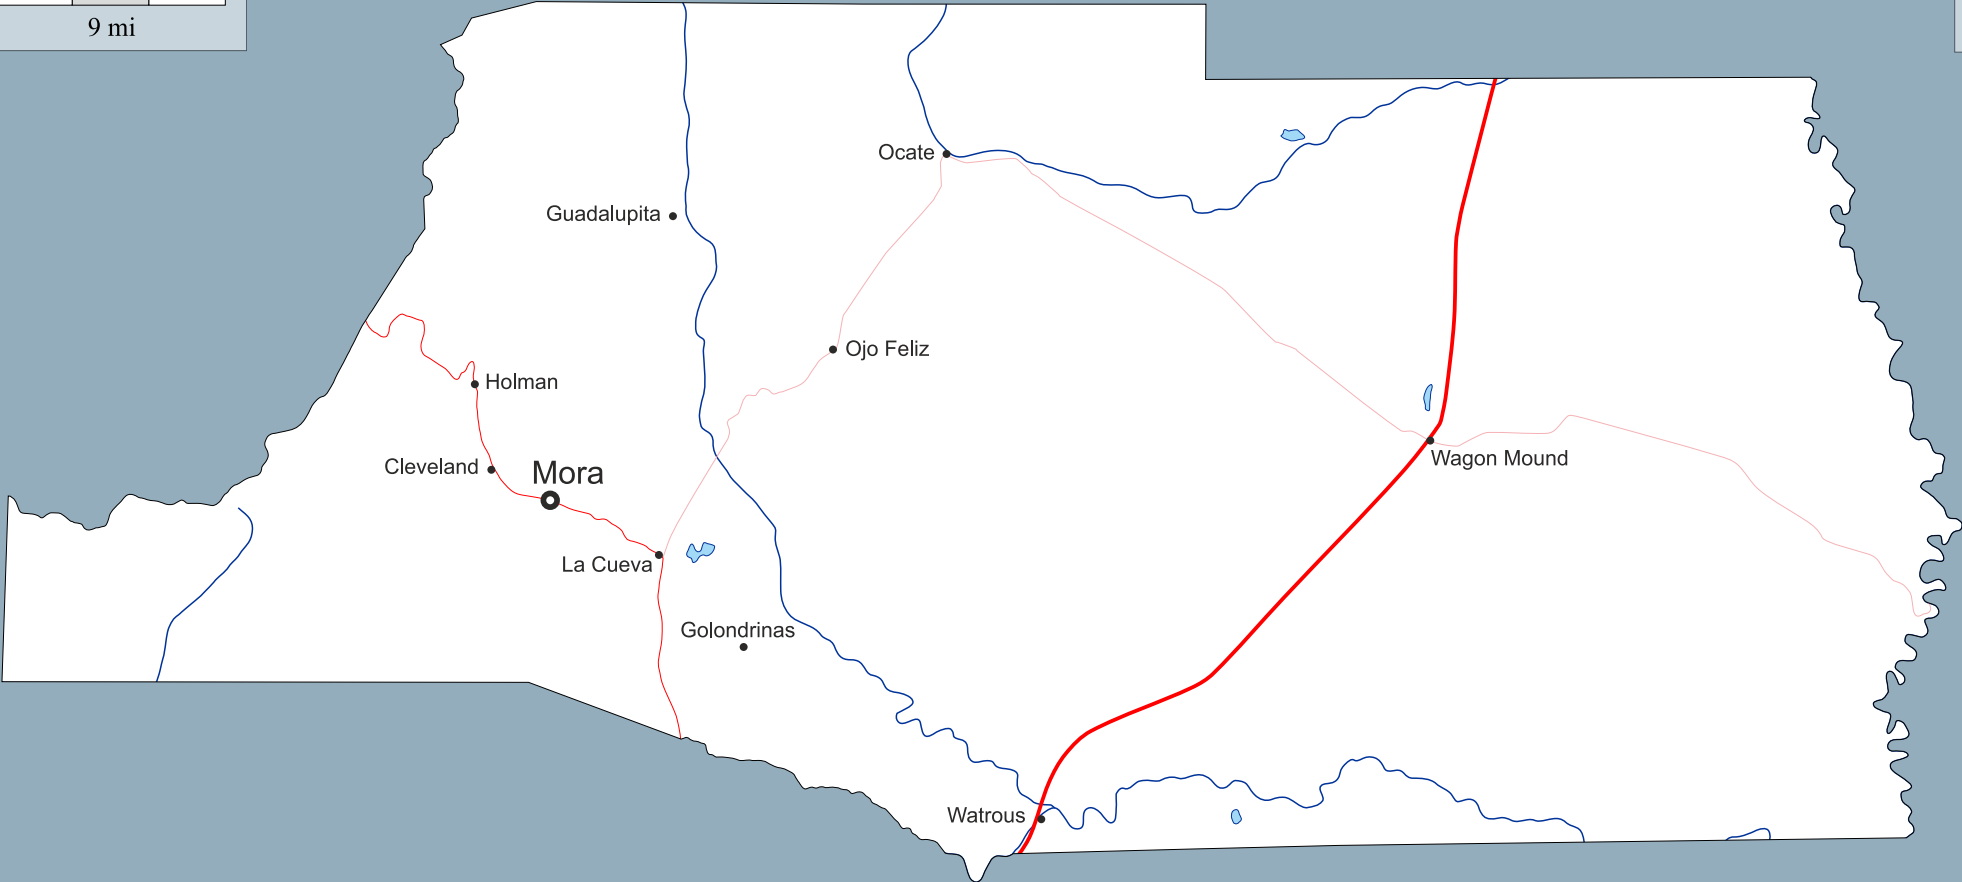 9 mi
Ocate
Guadalupita
Ojo Feliz
Holman
Cleveland
Mora
Wagon Mound
La Cueva
Golondrinas
Watrous